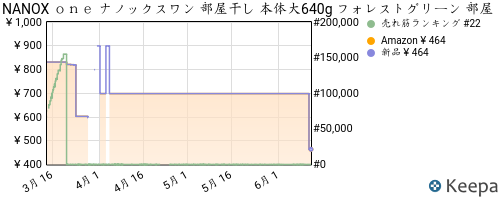 NANOX ｏｎｅ ナノックスワン 部屋干し 本体大640g フォレストグリーン 部屋
¥ 1,000
¥ 900
¥ 800
¥ 700
¥ 600
¥ 500
¥ 400
#200,000
#150,000
#100,000
#50,000
#0
売れ筋ランキング #22
Amazon ¥ 464
新品 ¥ 464
3月 16
4月 1
4月 16
5月 1
5月 16
6月 1
Keepa